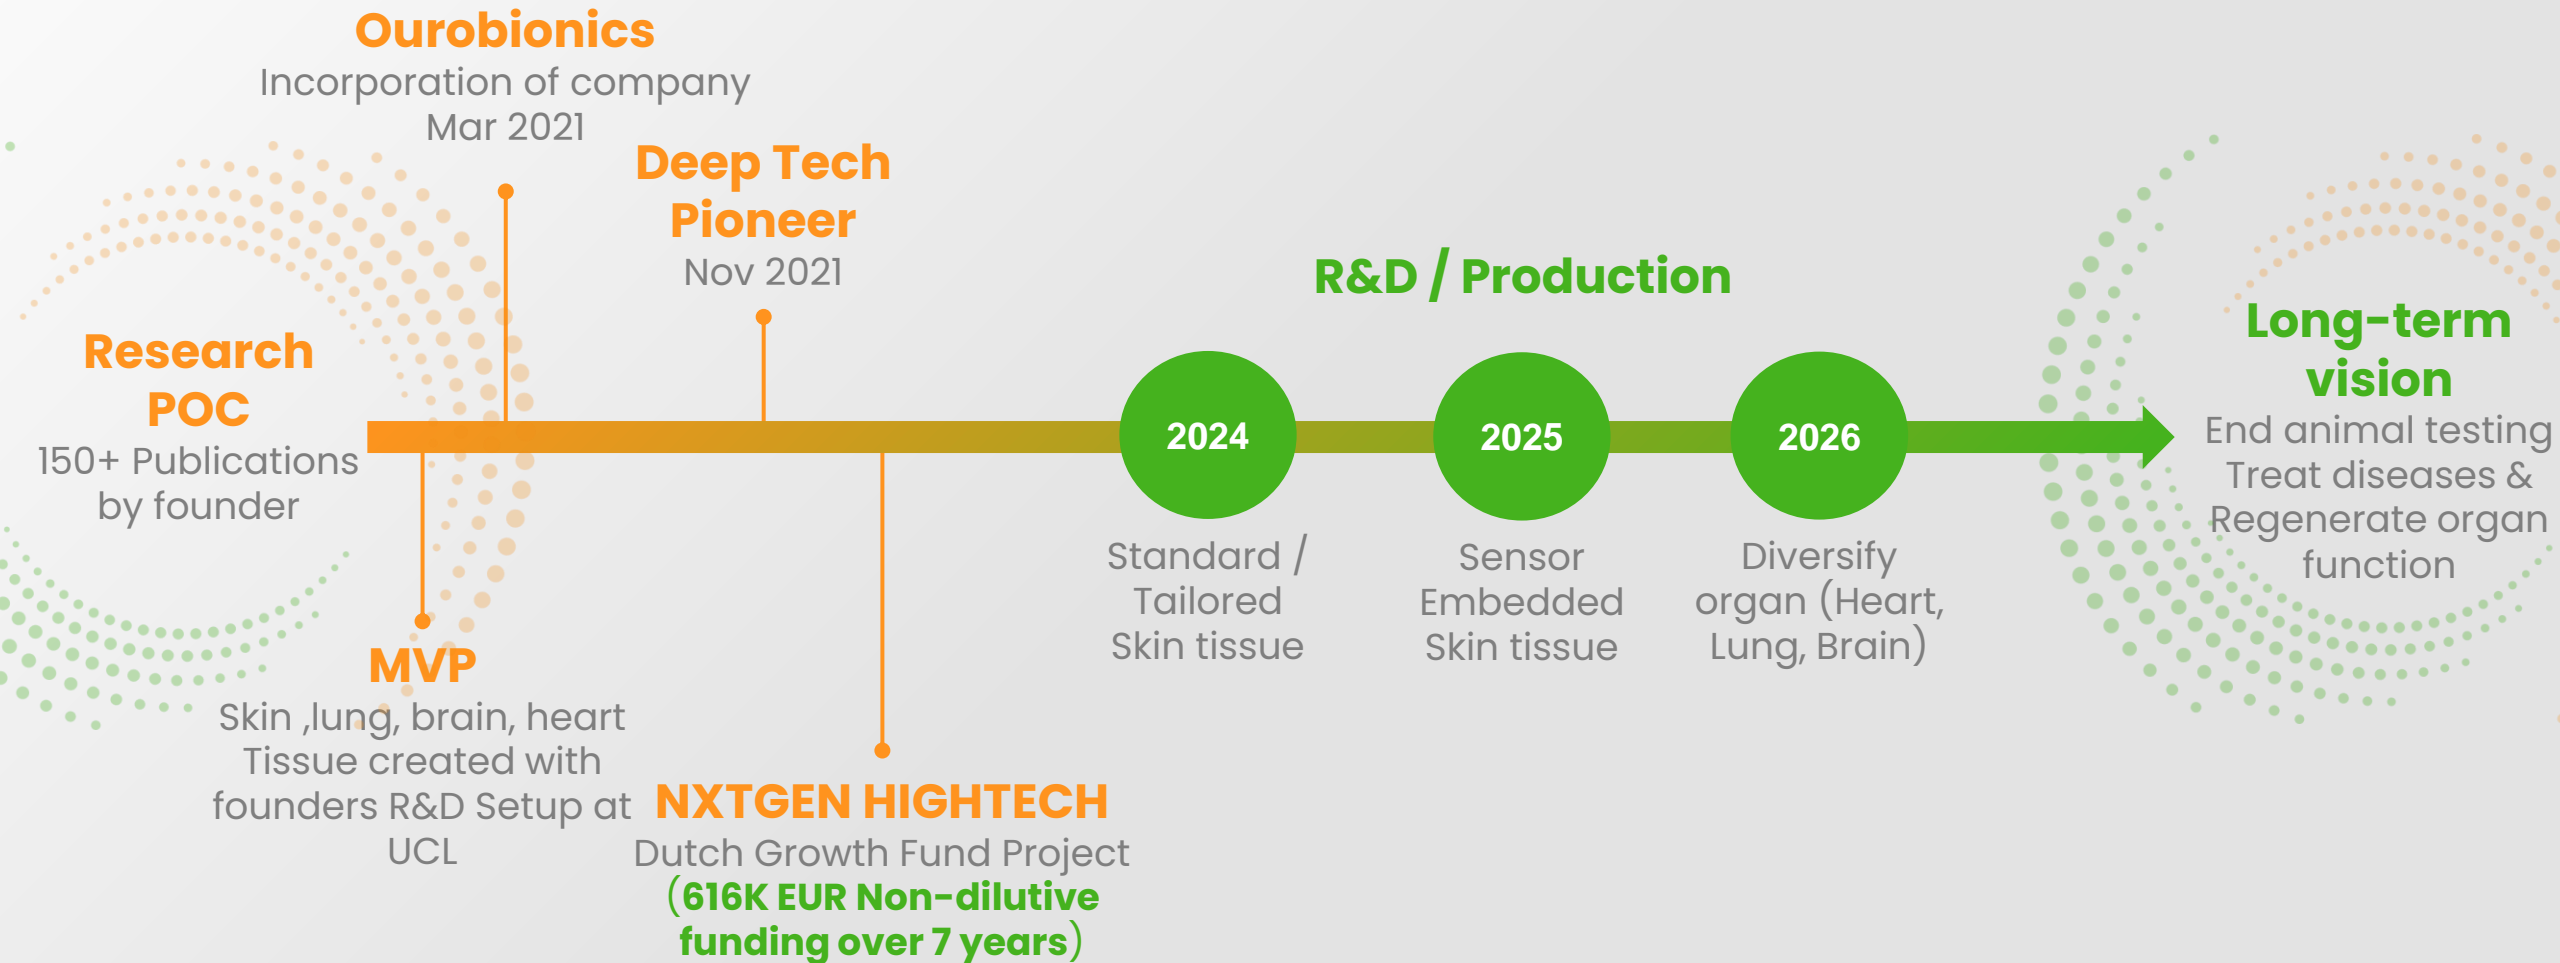 Ourobionics
Incorporation of company
Mar 2021
Deep Tech
Pioneer
Nov 2021
Research
POC
150+ Publications
by founder
MVP
Skin ,lung, brain, heart
Tissue created with
founders R&D Setup at
UCL
NXTGEN HIGHTECH
Dutch Growth Fund Project
(616K EUR Non-dilutive
funding over 7 years)
R&D / Production
2024
Standard /
Tailored
Skin tissue
2025
Sensor
Embedded
Skin tissue
2026
Diversify
organ (Heart,
Lung, Brain)
Long-term
vision
End animal testing
Treat diseases &
Regenerate organ
function